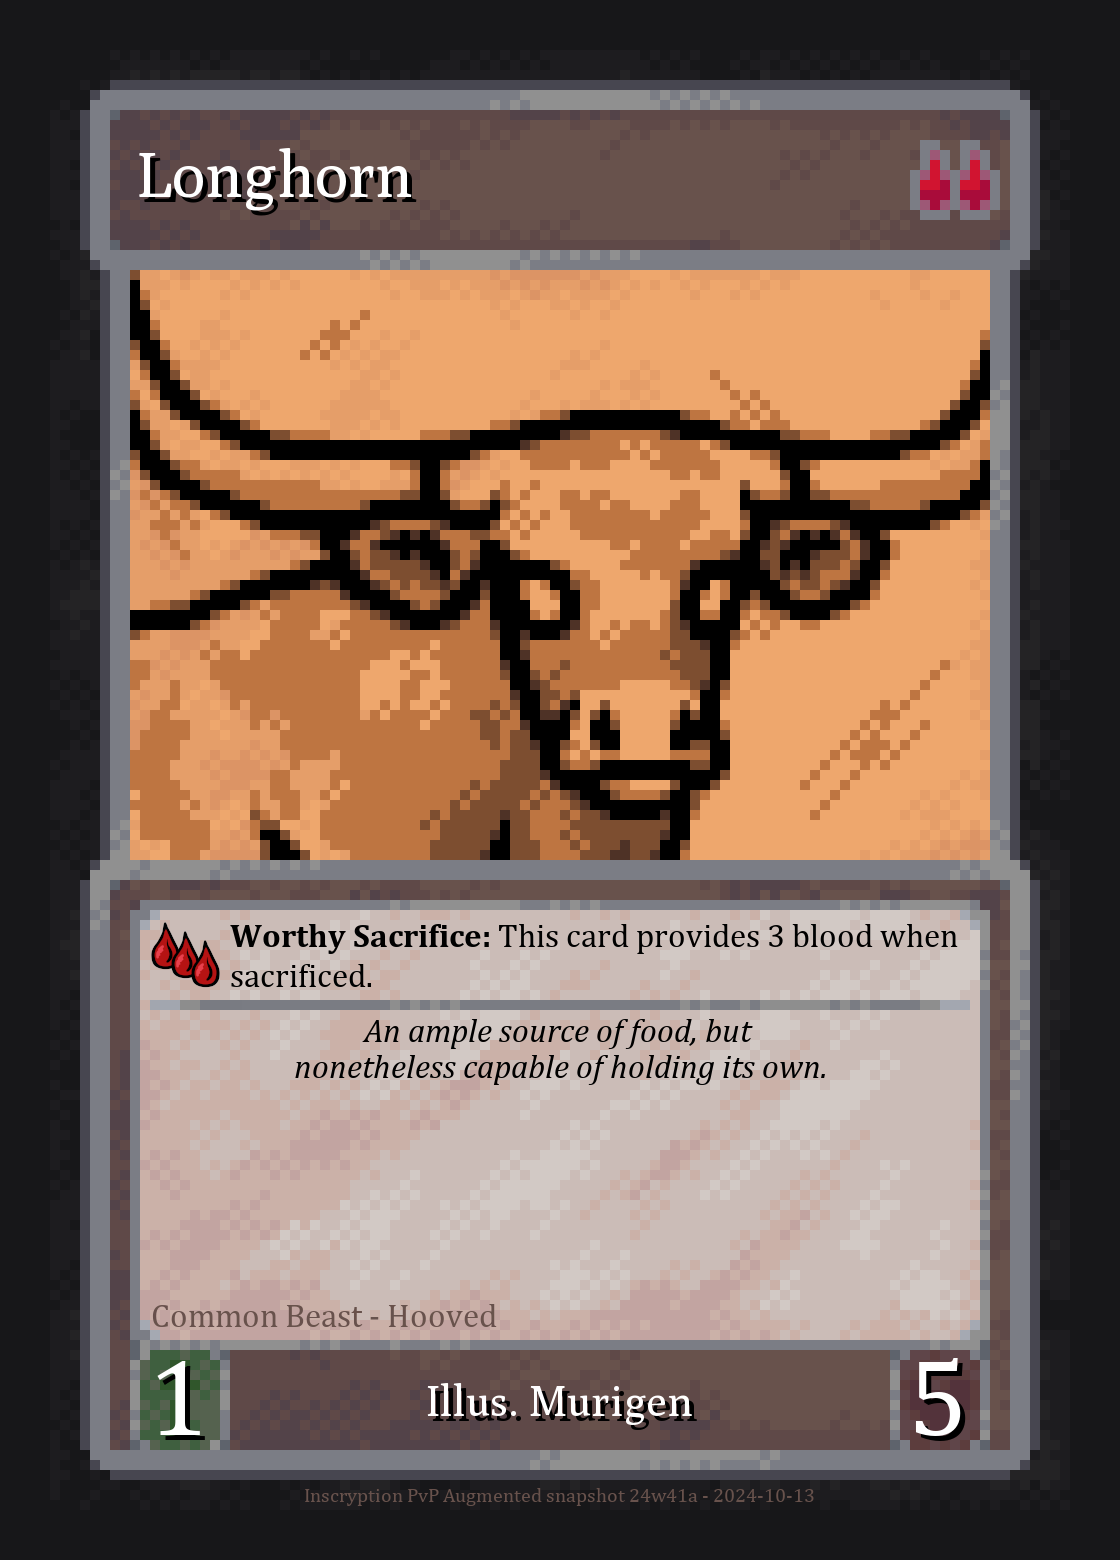 Longhorn
Worthy Sacrifice: This card provides 3 blood when
sacrificed.
An ample source of food, but
nonetheless capable of holding its own.
Common Beast - Hooved
1
Illus. Murigen
5
Inscryption PvP Augmented snapshot 24w41a - 2024-10-13